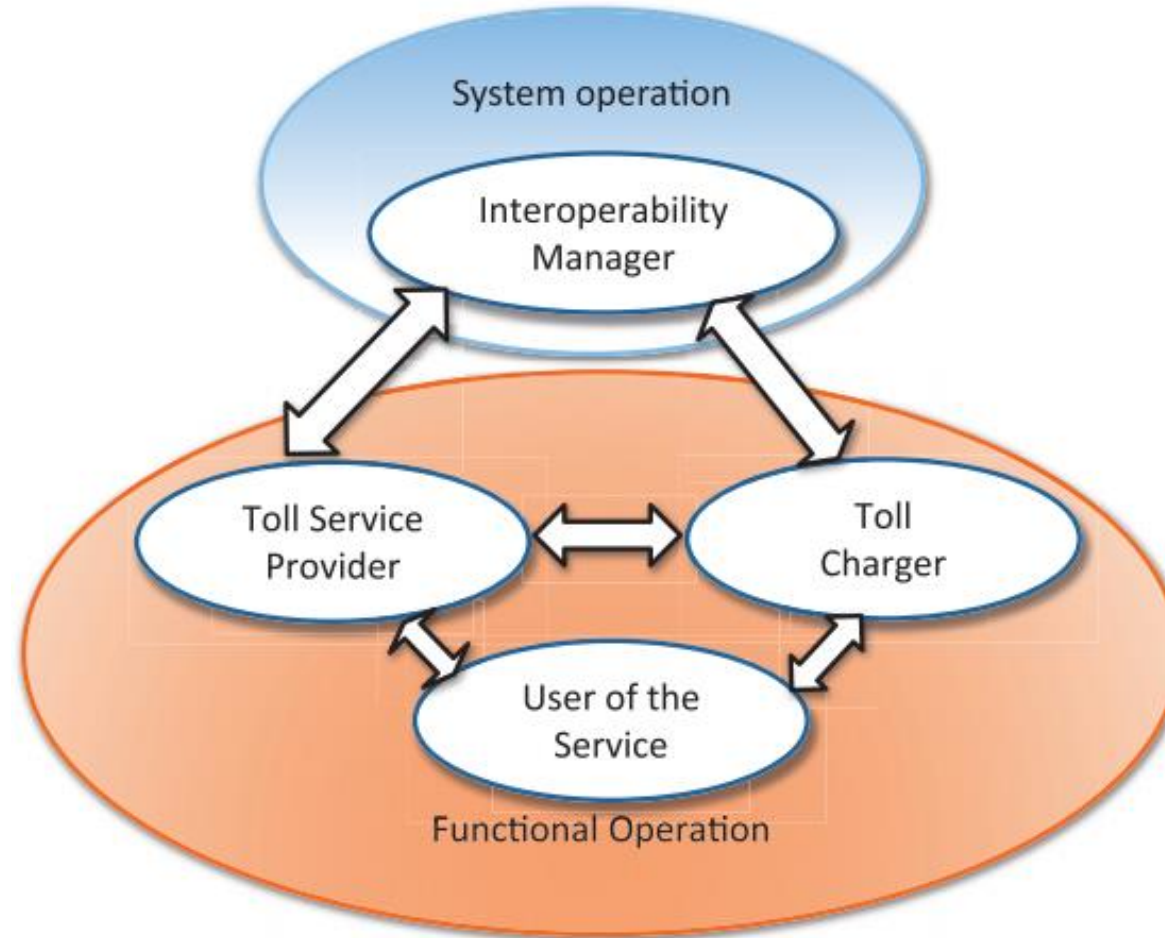 System operation
Interoperability
Manager
Toll Service
Provider
Toll
Charger
User of the
Service
Functional Operation